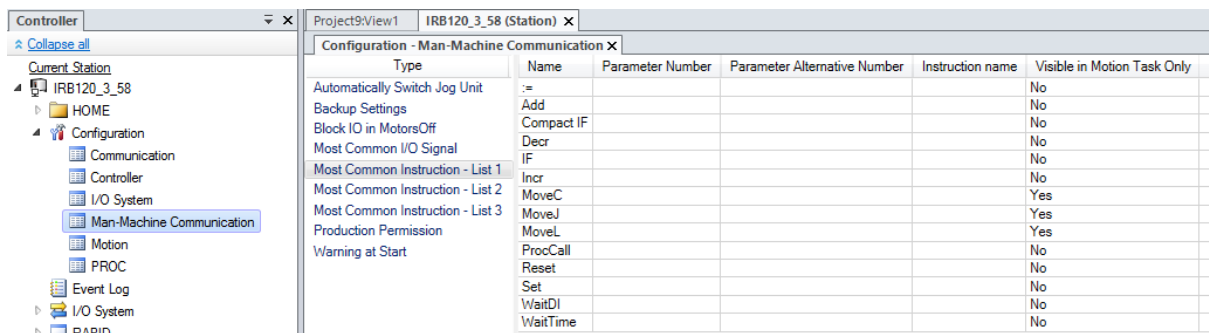 Controller
Collapse all
Current Station
IRB120_3_58
HOME
Configuration
Communication
Controller
I/O System
Man-Machine Communication
Motion
PROC
Event Log
I/O System
RAPID
Project9:View1 IRB120_3_58 (Station) X
Configuration - Man-Machine Communication X
Type
Automatically Switch Jog Unit
Backup Settings
Block IO in MotorsOff
Most Common I/O Signal
Most Common Instruction - List 1
Most Common Instruction - List 2
Most Common Instruction - List 3
Production Permission
Warning at Start
Name Parameter Number Parameter Alternative Number Instruction name Visible in Motion Task Only
:= No
Add No
Compact IF No
Decr No
IF No
Incr No
MoveC Yes
MoveJ Yes
MoveL Yes
ProcCall No
Reset No
Set No
WaitDI No
WaitTime No